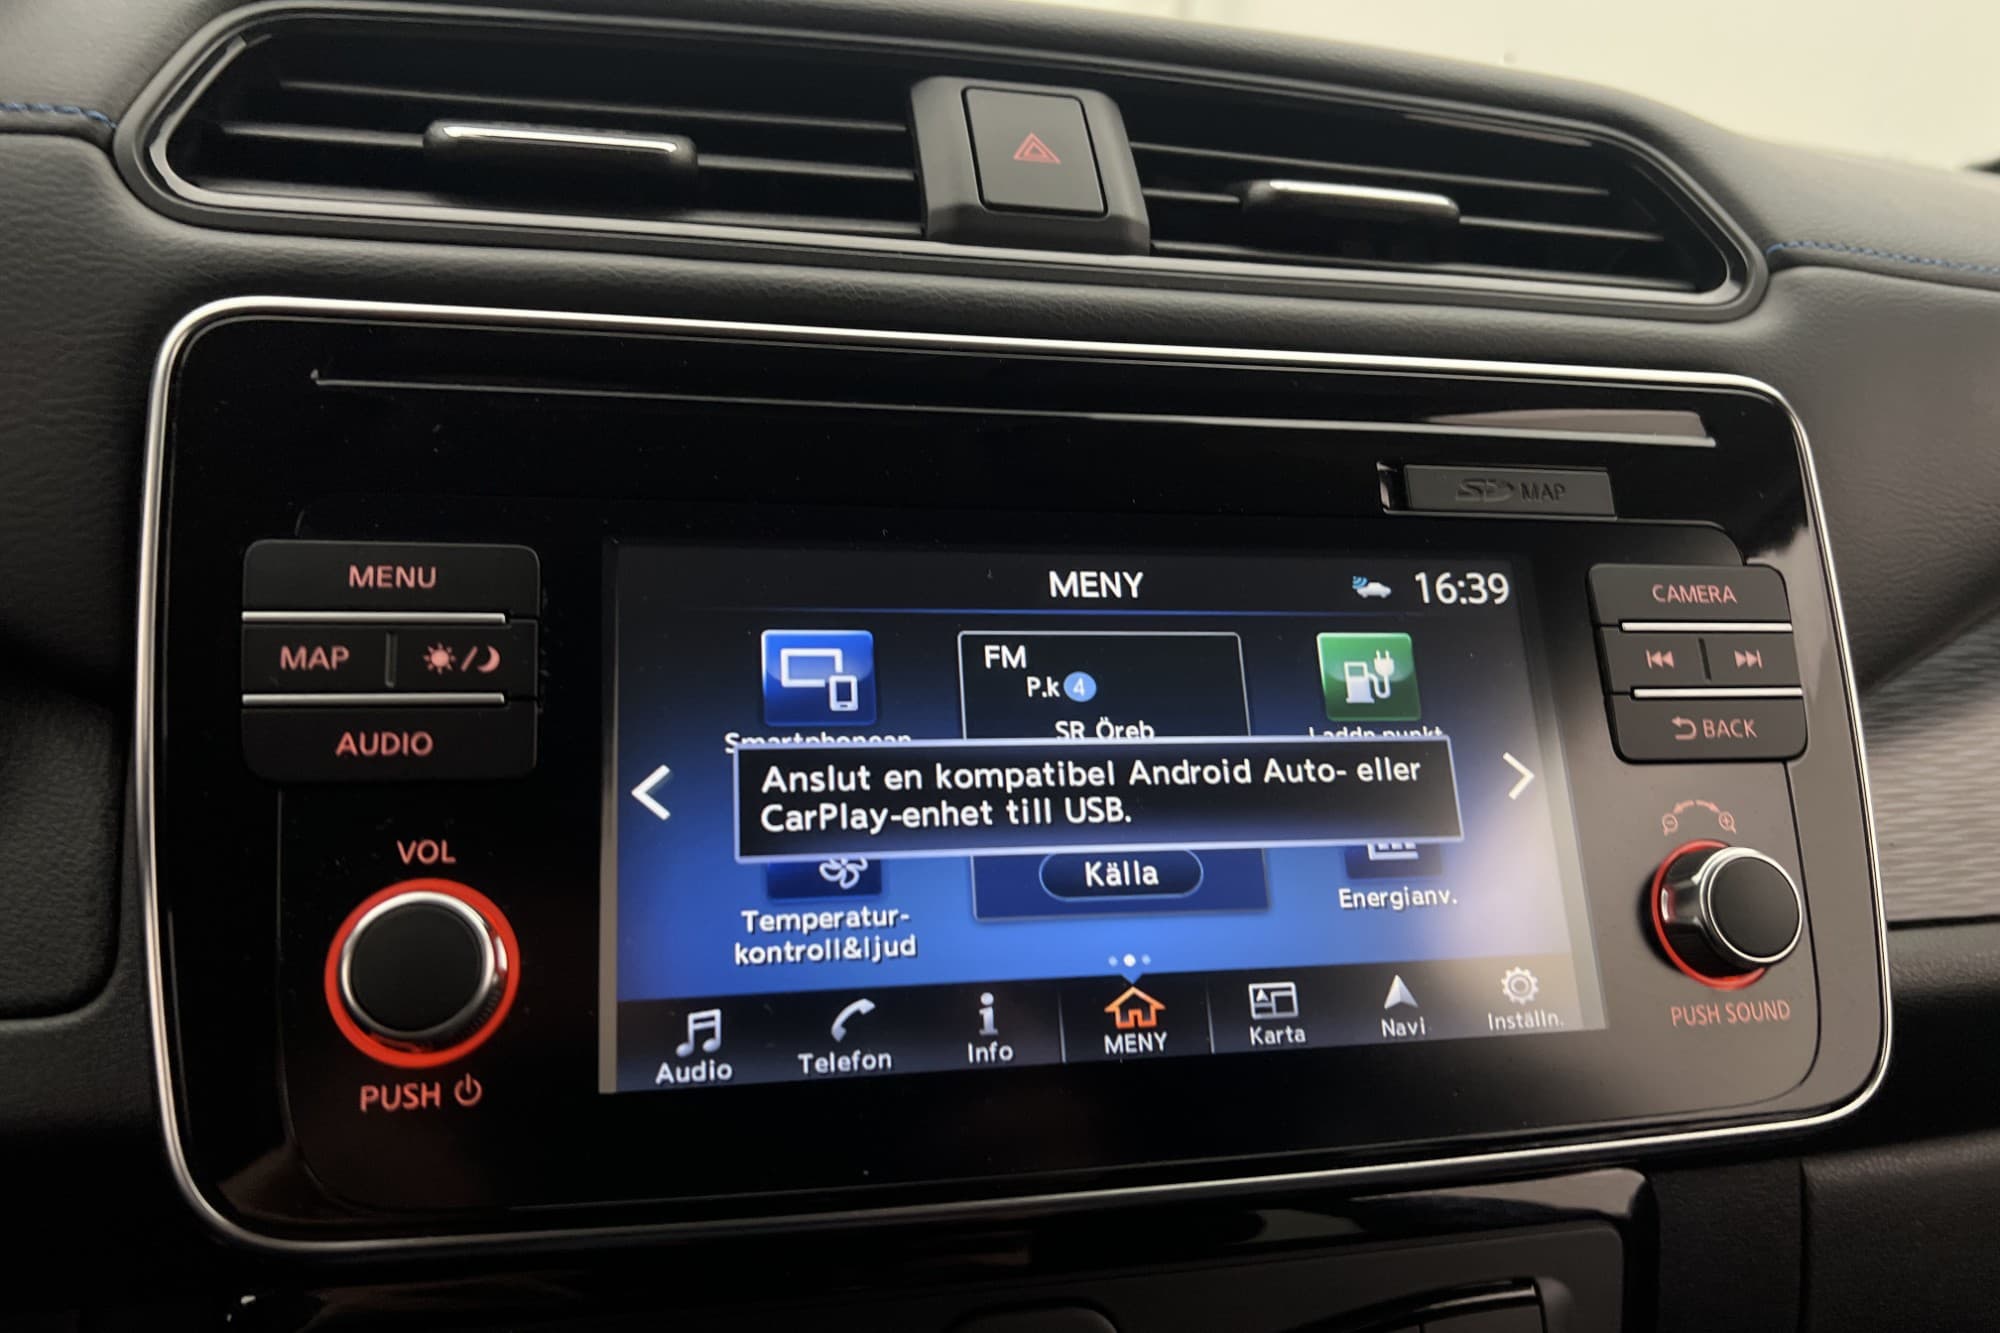 SD MAP
MENU
MAP
AUDIO
VOL
PUSH
MENY
16:39
FM
P.k 4
SR Öreb
Anslut en kompatibel Android Auto- eller
CarPlay-enhet till USB.
Källa
Temperatur-
kontroll&ljud
Energianv.
Audio
Telefon
Info
MENY
Karta
Navi
Inställn.
CAMERA
BACK
PUSH SOUND